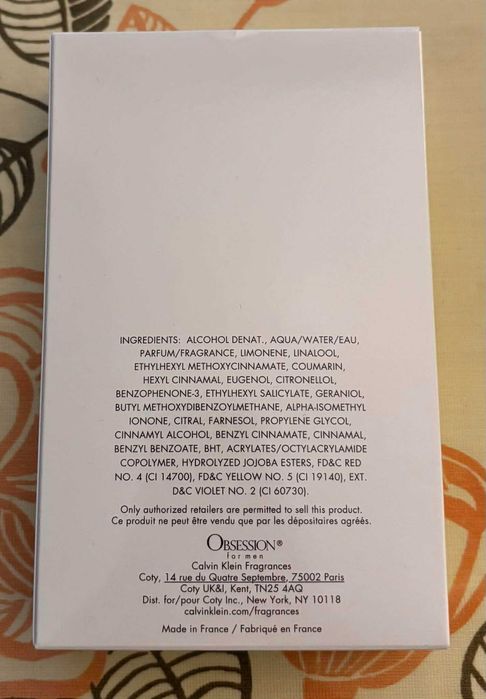 INGREDIENTS: ALCOHOL DENAT., AQUA/WATER/EAU,
PARFUM/FRAGRANCE, LIMONENE, LINALOOL,
ETHYLHEXYL METHOXYCINNAMATE, COUMARIN,
HEXYL CINNAMAL, EUGENOL, CITRONELLOL,
BENZOPHENONE-3, ETHYLHEXYL SALICYLATE, GERANIOL,
BUTYL METHOXYDIBENZOYLMETHANE, ALPHA-ISOMETHYL
IONONE, CITRAL, FARNESOL, PROPYLENE GLYCOL,
CINNAMYL ALCOHOL, BENZYL CINNAMATE, CINNAMAL,
BENZYL BENZOATE, BHT, ACRYLATES/OCTYLACRYLAMIDE
COPOLYMER, HYDROLYZED JOJOBA ESTERS, FD&C RED
NO. 4 (CI 14700), FD&C YELLOW NO. 5 (CI 19140), EXT.
D&C VIOLET NO. 2 (CI 60730).
Only authorized retailers are permitted to sell this product.
Ce produit ne peut être vendu que par les dépositaires agréés.
OBSESSION®
for men
Calvin Klein Fragrances
Coty, 14 rue du Quatre Septembre, 75002 Paris
Coty UK&I, Kent, TN25 4AQ
Dist. for/pour Coty Inc., New York, NY 10118
calvinklein.com/fragrances
Made in France / Fabriqué en France